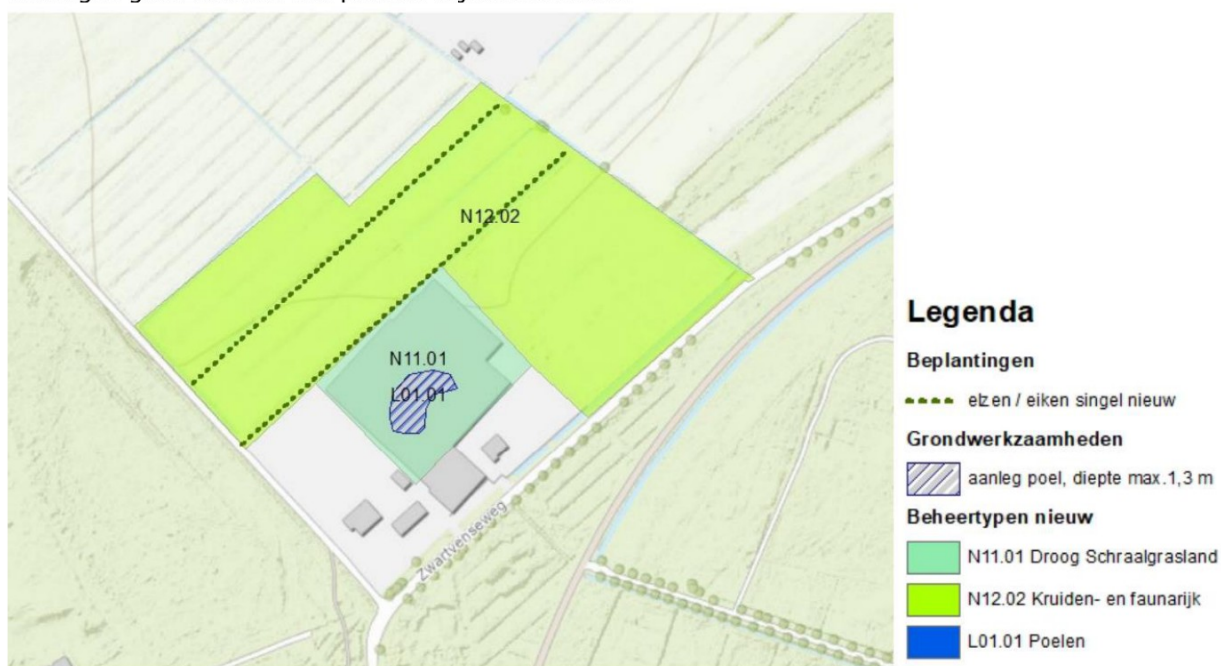 N12.02
N11.01
L01.01
Zwartvenseweg
Legenda
Beplantingen
elzen / eiken singel nieuw
Grondwerkzaamheden
aanleg poel, diepte max.1,3 m
Beheertypen nieuw
N11.01 Droog Schraalgrasland
N12.02 Kruiden- en faunarijk
L01.01 Poelen